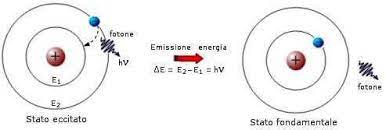 +
fotone
hν
E₁
E₂
Stato eccitato
Emissione energia
ΔE = E₂–E₁ = hν
+
fotone
Stato fondamentale